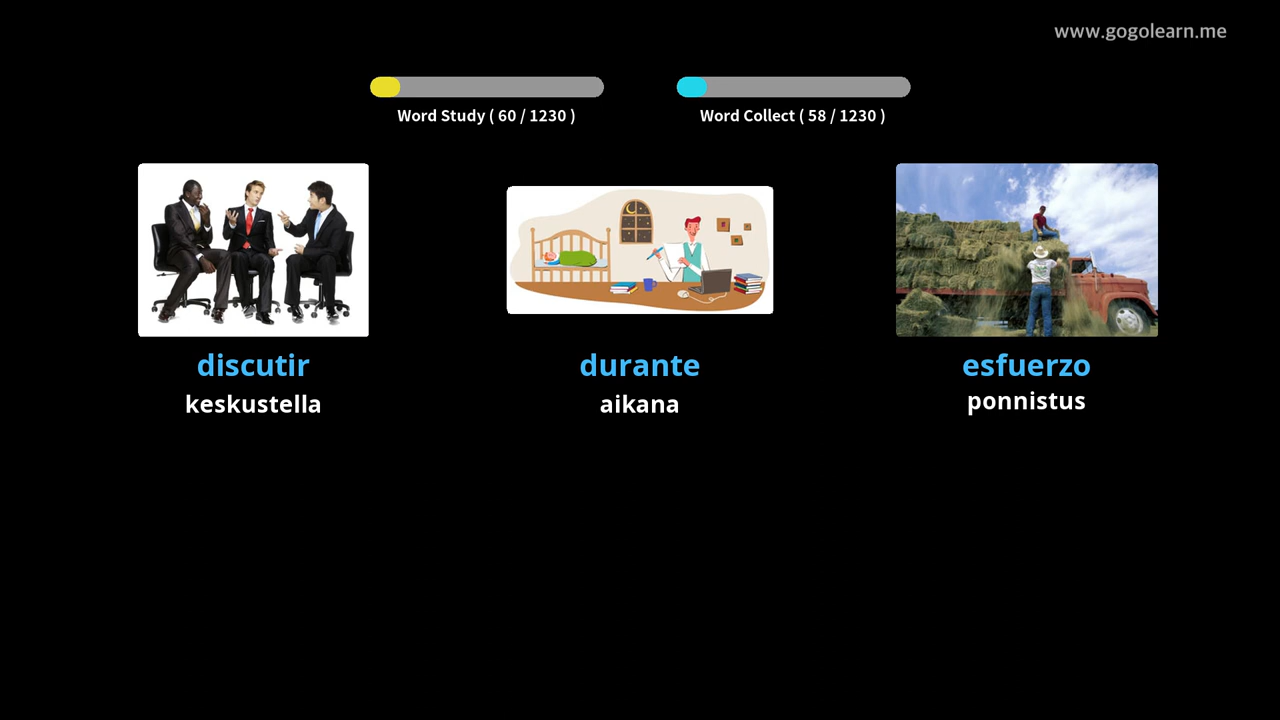 www.gogolearn.me
Word Study ( 60 / 1230 )
Word Collect ( 58 / 1230 )
discutir
keskustella
durante
aikana
esfuerzo
ponnistus